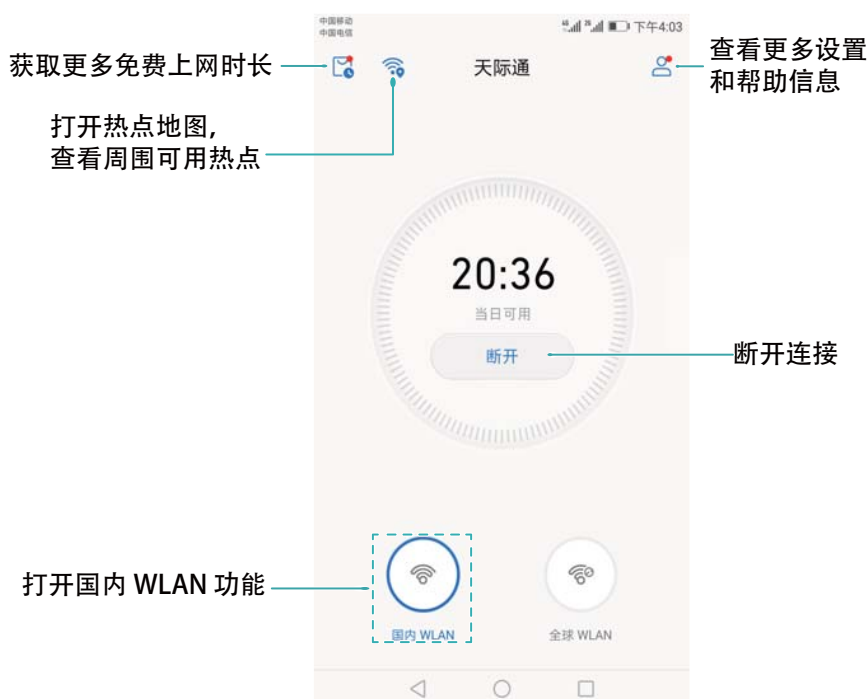 中国移动
中国电信
下午4:03
天际通
获取更多免费上网时长
查看更多设置
和帮助信息
打开热点地图,
查看周围可用热点
20:36
当日可用
断开
断开连接
打开国内 WLAN 功能
国内 WLAN
全球 WLAN